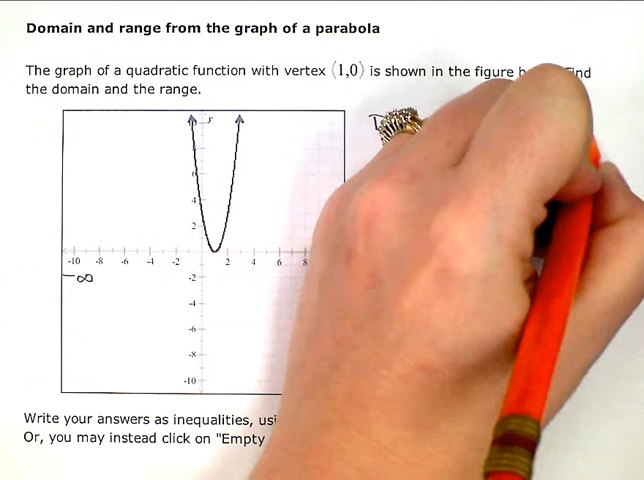 Domain and range from the graph of a parabola
The graph of a quadratic function with vertex (1,0) is shown in the figure
the domain and the range.
y
6
4
2
-10 -8 -6 -4 -2 2 4 6 8
-∞
-2
-4
-6
-8
-10
Write your answers as inequalities,
Or, you may instead click on "Empty